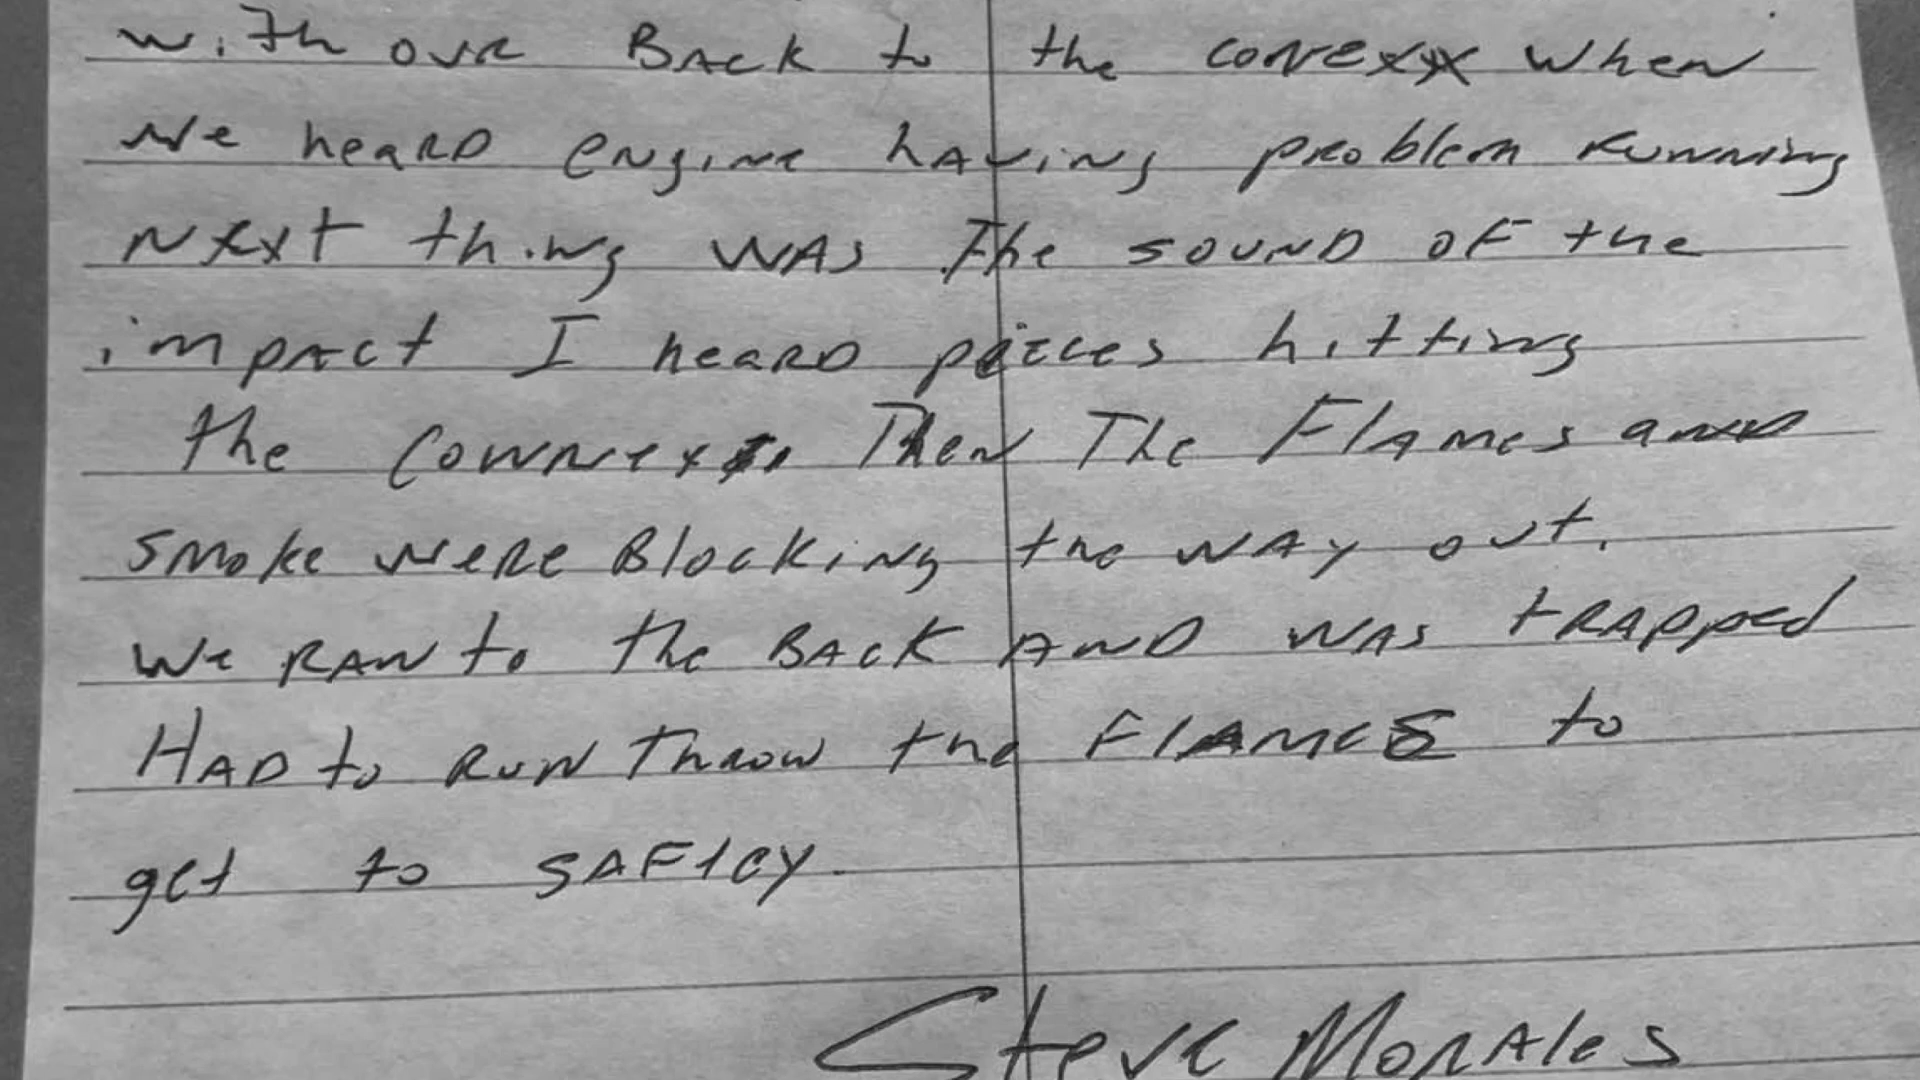 with our BACK to the conexx when
we heARD engine hAving problem running
Next thing WAS The SOUND OF the
impAct I heARD pieces hitting
the Connex. Then The FlAmes and
smoke weRe Blocking the WAY out.
We RAN to the BAck AND WAS tRApped
HAD to RUN Throw the FlAMES to
get to SAFtey.
Steve MoRAles